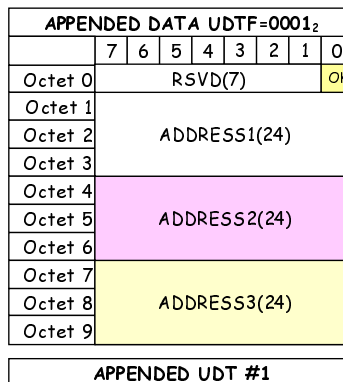 APPENDED DATA UDTF=0001₂
7 6 5 4 3 2 1 0
Octet 0 RSVD(7)
Octet 1
Octet 2 ADDRESS1(24)
Octet 3
Octet 4
Octet 5 ADDRESS2(24)
Octet 6
Octet 7
Octet 8 ADDRESS3(24)
Octet 9
APPENDED UDT #1